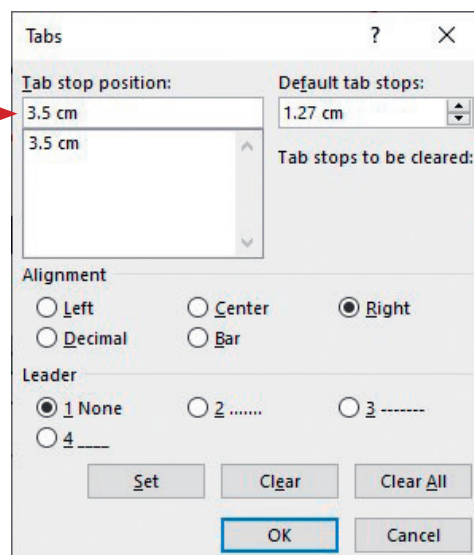 Tabs ? ×
Tab stop position: Default tab stops:
3.5 cm 1.27 cm
3.5 cm
Tab stops to be cleared:
Alignment
Left Center Right
Decimal Bar
Leader
1 None 2 ....... 3 -------
4 ____
Set Clear Clear All
OK Cancel